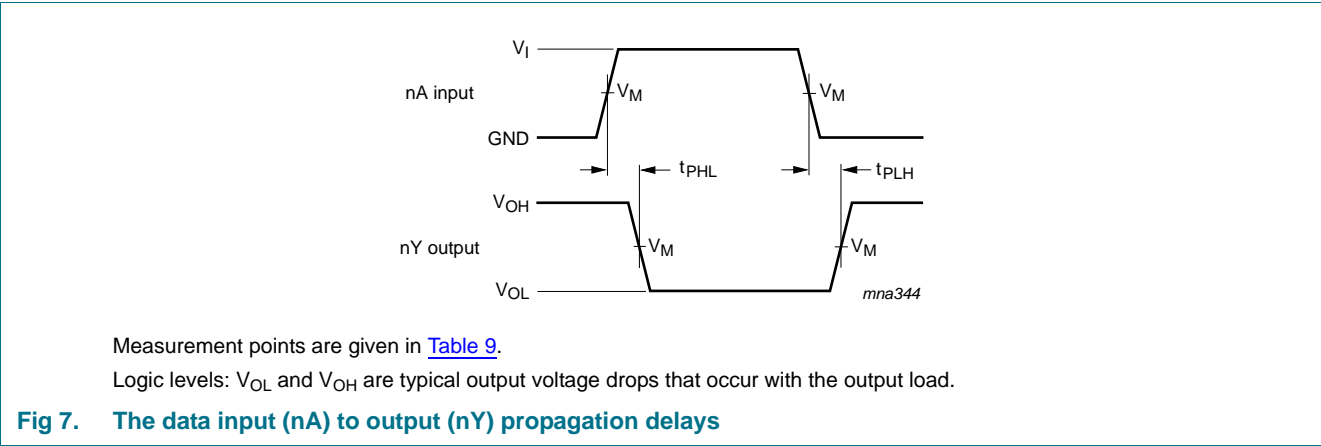 V_I
nA input
V_M
V_M
GND
t_PHL
t_PLH
V_OH
nY output
V_M
V_M
V_OL
mna344
Measurement points are given in Table 9.
Logic levels: V_OL and V_OH are typical output voltage drops that occur with the output load.
Fig 7. The data input (nA) to output (nY) propagation delays